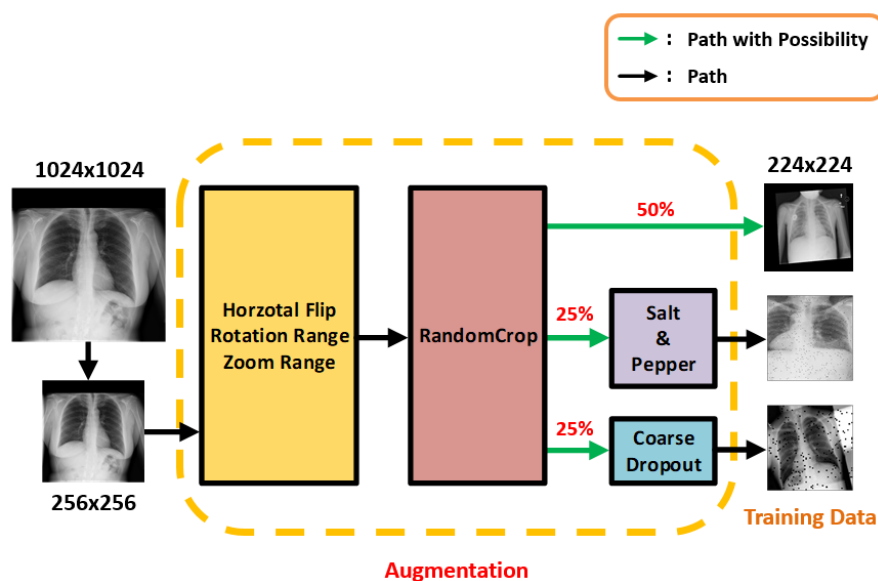 : Path with Possibility
: Path
1024x1024
224x224
50%
Horzotal Flip
Rotation Range
Zoom Range
RandomCrop
25%
Salt
&
Pepper
25%
Coarse
Dropout
256x256
Training Data
Augmentation